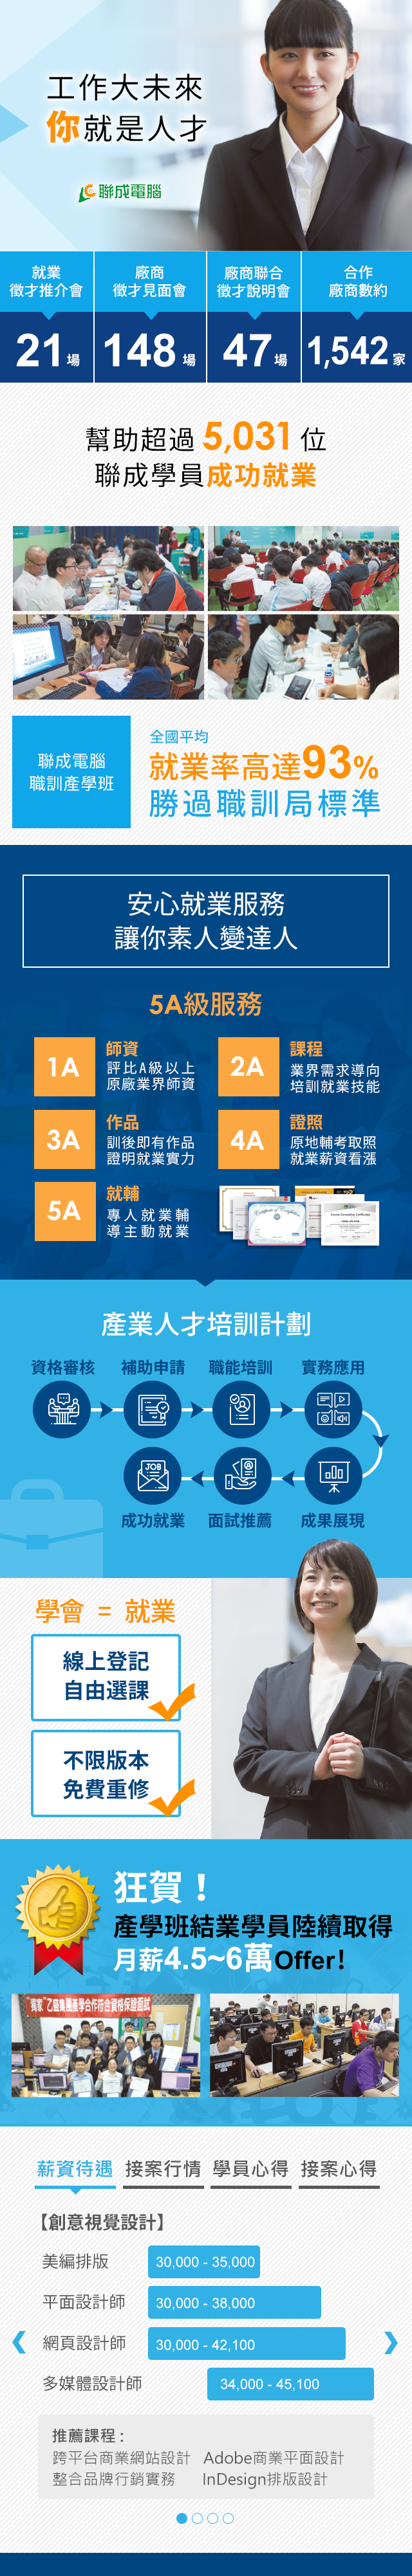 工作大未來
你就是人才
聯成電腦
就業
徵才推介會
廠商
徵才見面會
廠商聯合
徵才說明會
合作
廠商數約
21場
148場
47場
1,542家
幫助超過5,031位
聯成學員成功就業
聯成電腦
職訓產學班
全國平均
就業率高達93%
勝過職訓局標準
安心就業服務
讓你素人變達人
5A級服務
1A
師資
評比A級以上
原廠業界師資
2A
課程
業界需求導向
培訓就業技能
3A
作品
訓後即有作品
證明就業實力
4A
證照
原地輔考取照
就業薪資看漲
5A
就輔
專人就業輔
導主動就業
產業人才培訓計劃
資格審核
補助申請
職能培訓
實務應用
JOB
成功就業
面試推薦
成果展現
學會 = 就業
線上登記
自由選課
不限版本
免費重修
狂賀！
產學班結業學員陸續取得
月薪4.5~6萬Offer!
薪資待遇
接案行情
學員心得
接案心得
【創意視覺設計】
美編排版
30,000 - 35,000
平面設計師
30,000 - 38,000
網頁設計師
30,000 - 42,100
多媒體設計師
34,000 - 45,100
推薦課程 :
跨平台商業網站設計 Adobe商業平面設計
整合品牌行銷實務 InDesign排版設計